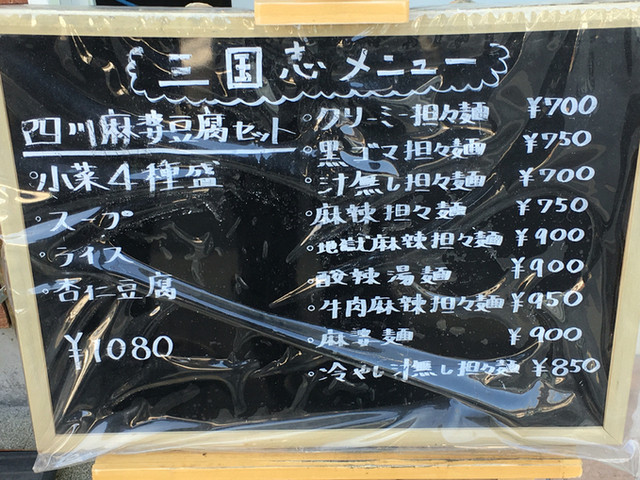 三国志メニュー
四川麻婆豆腐セット
。小菜4種盛
。スープ
。ライス
。杏仁豆腐
¥1080
。クリーミー担々麺 ¥700
。黒ゴマ担々麺 ¥750
。汁無し担々麺 ¥700
。麻辣担々麺 ¥750
。地獄麻辣担々麺 ¥900
酸辣湯麺 ¥900
。牛肉麻辣担々麺 ¥950
。麻婆麺 ¥900
。冷やし汁無し担々麺 ¥850